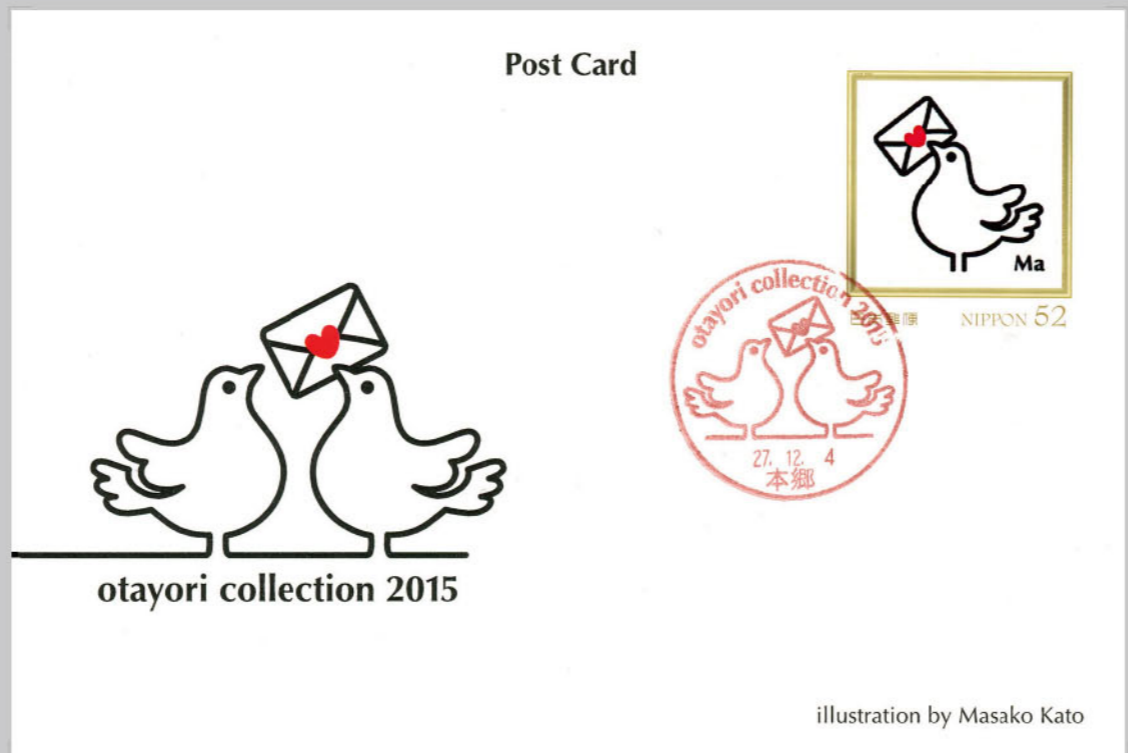 Post Card
Ma
日本郵便 NIPPON 52
otayori collection 2015
27. 12. 4
本郷
otayori collection 2015
illustration by Masako Kato